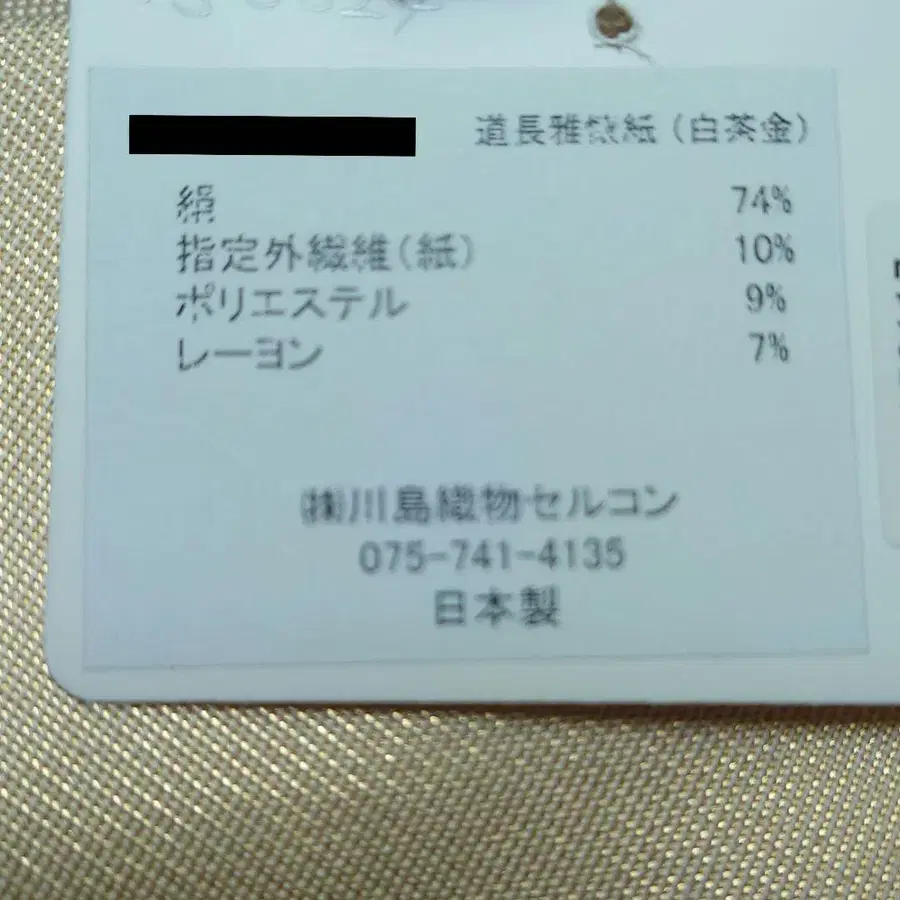 道長雅歌紙（白茶金）
絹 74%
指定外繊維（紙） 10%
ポリエステル 9%
レーヨン 7%
㈱川島織物セルコン
075-741-4135
日本製